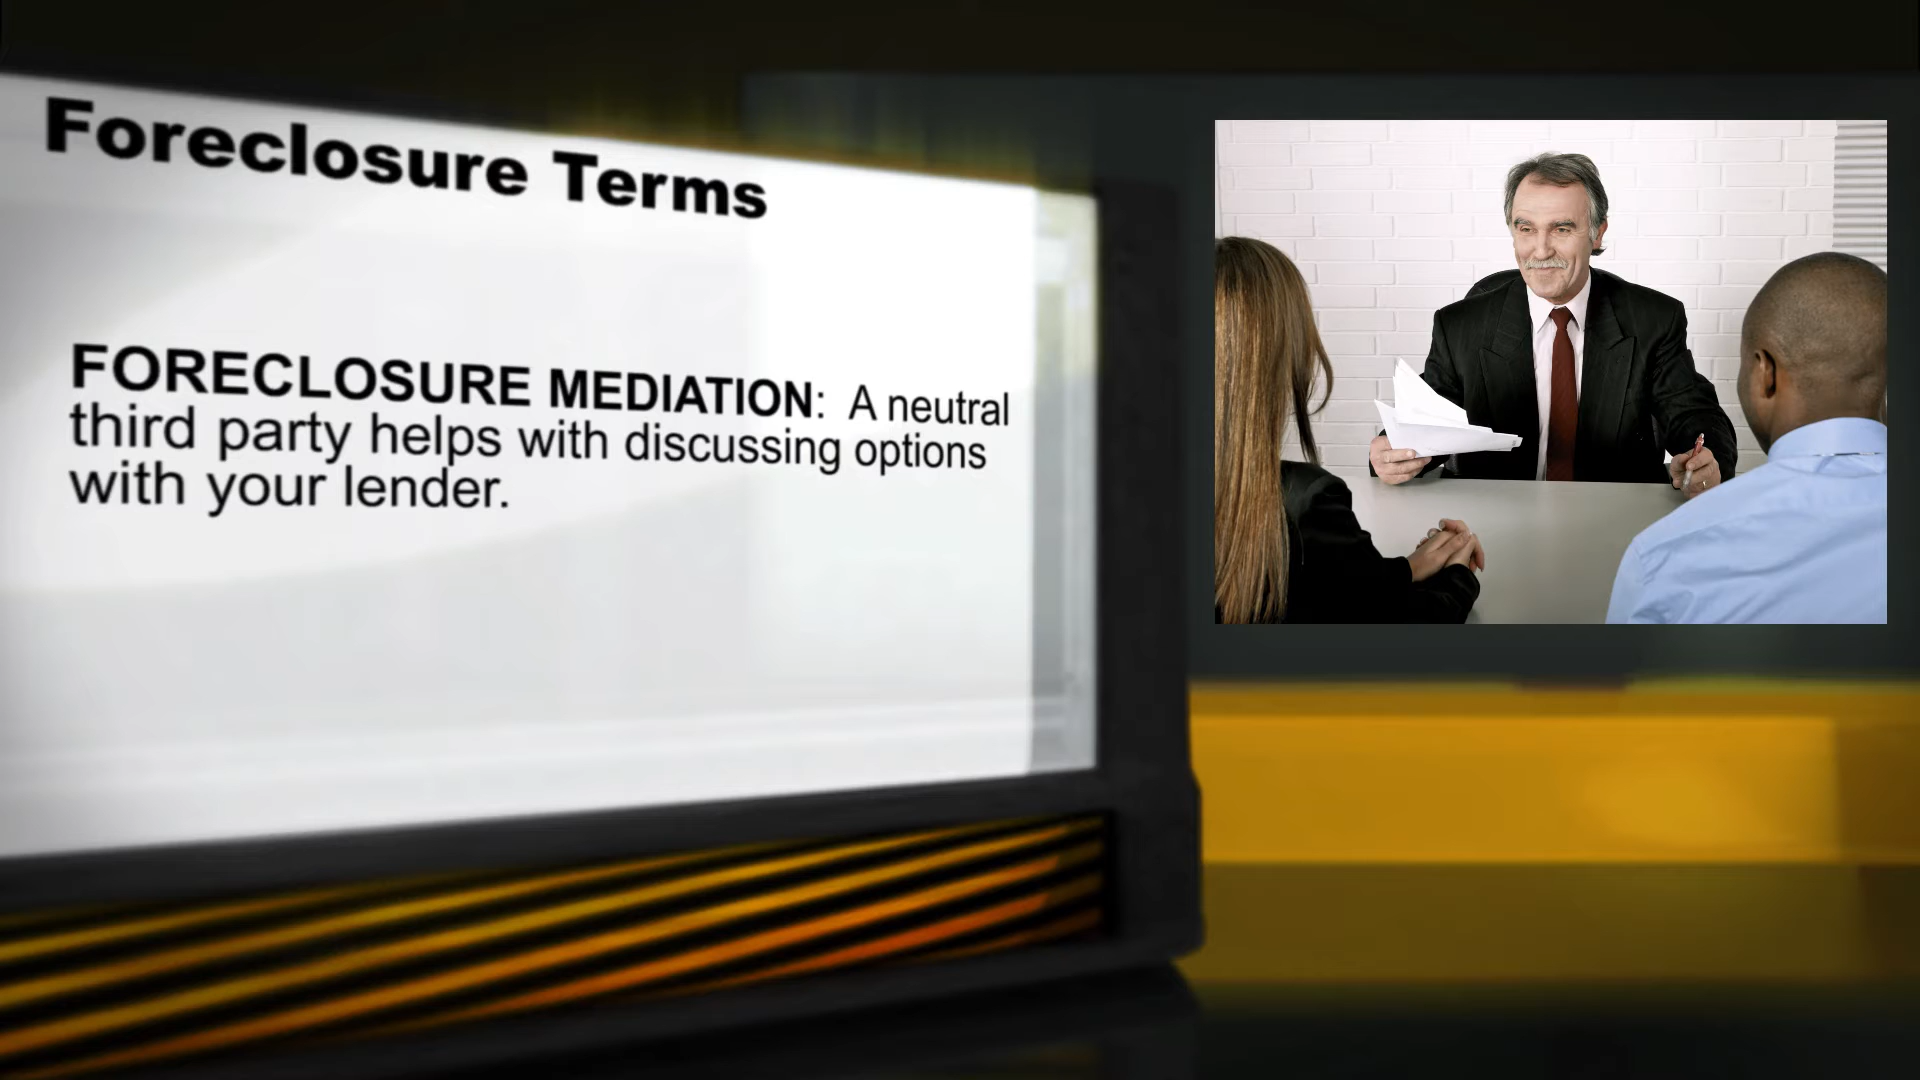 Foreclosure Terms
FORECLOSURE MEDIATION: A neutral
third party helps with discussing options
with your lender.